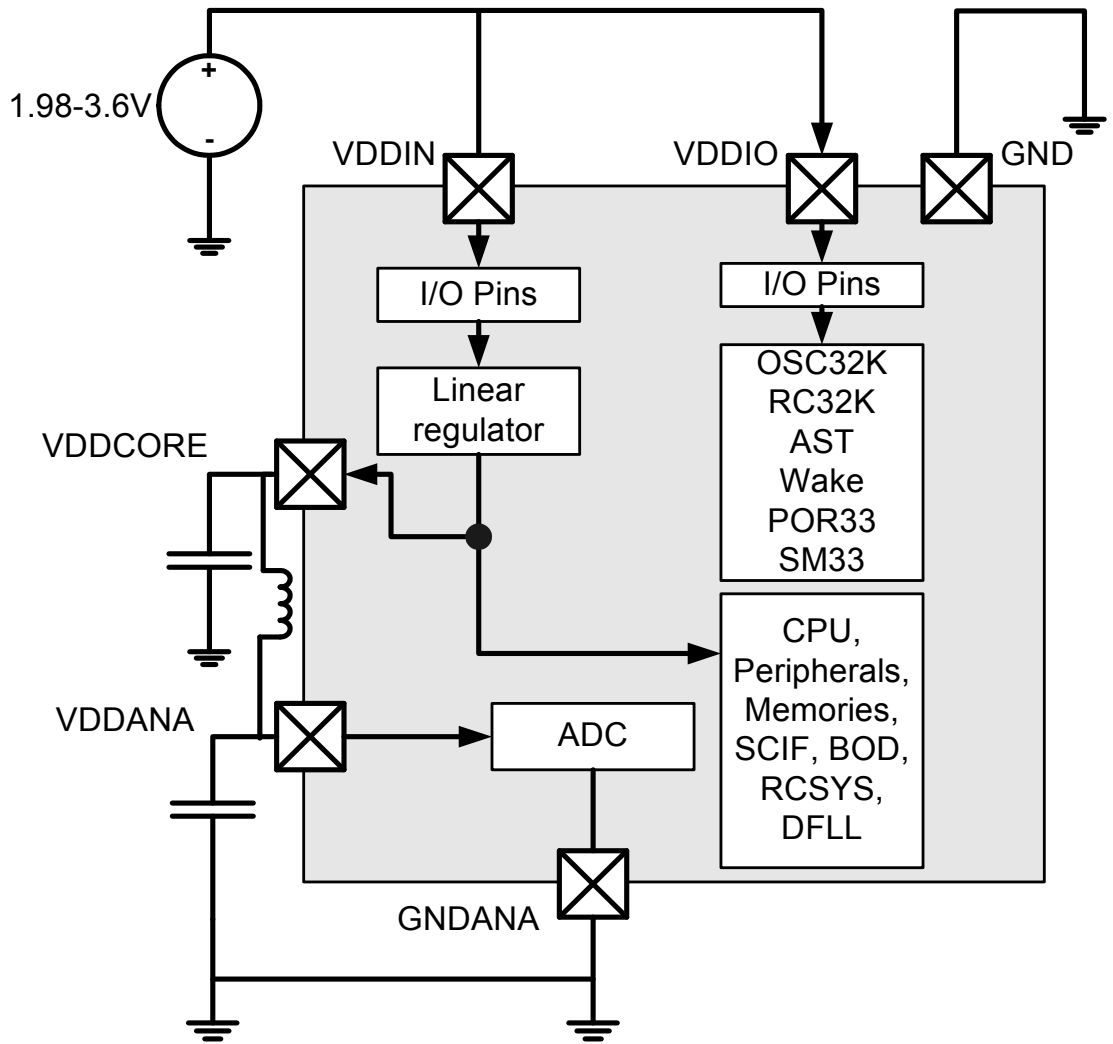 +
1.98-3.6V
-
VDDIN
VDDIO
GND
I/O Pins
I/O Pins
Linear
regulator
OSC32K
RC32K
AST
Wake
POR33
SM33
VDDCORE
CPU,
Peripherals,
Memories,
SCIF, BOD,
RCSYS,
DFLL
VDDANA
ADC
GNDANA